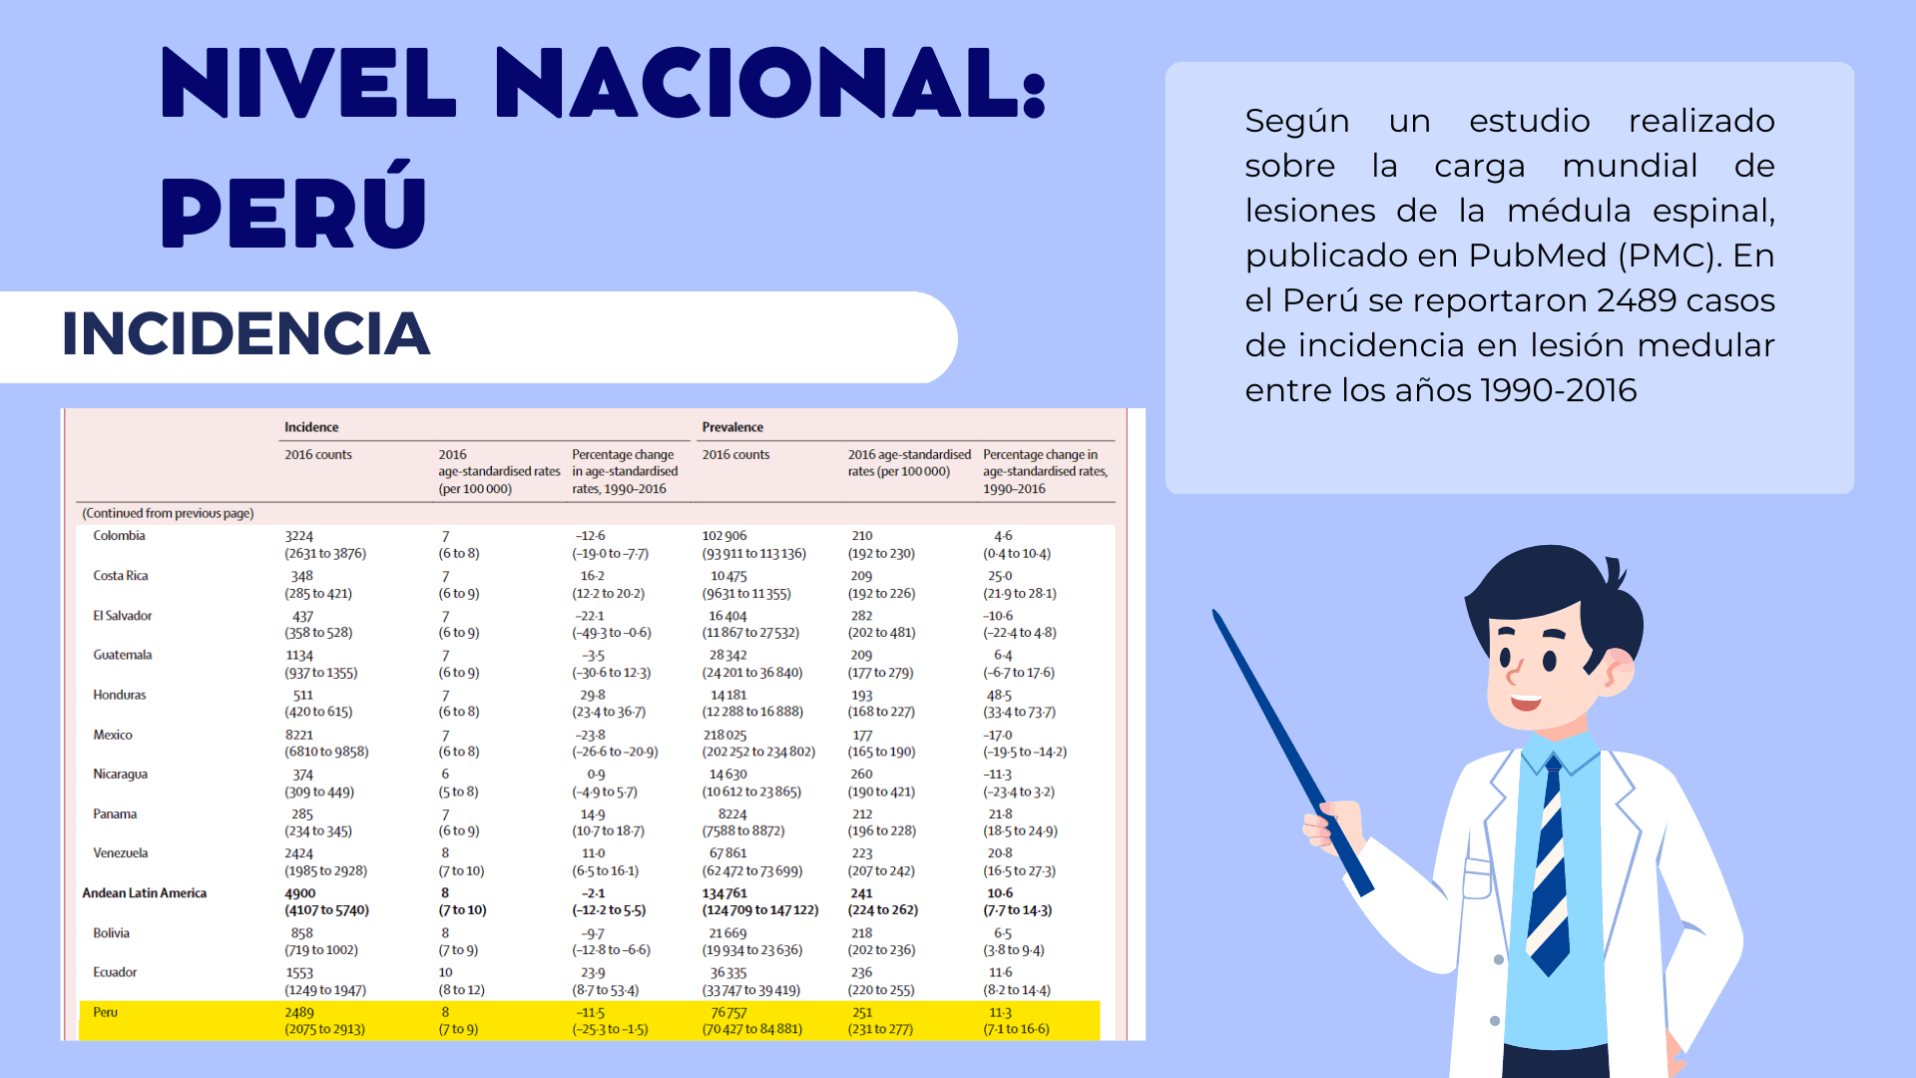 NIVEL NACIONAL:
PERÚ
INCIDENCIA
Según un estudio realizado
sobre la carga mundial de
lesiones de la médula espinal,
publicado en PubMed (PMC). En
el Perú se reportaron 2489 casos
de incidencia en lesión medular
entre los años 1990-2016
Incidence Prevalence
2016 counts 2016 Percentage change 2016 counts 2016 age-standardised Percentage change in
age-standardised rates in age-standardised rates (per 100 000) age-standardised rates,
(per 100 000) rates, 1990–2016 1990–2016
(Continued from previous page)
Colombia 3224 7 –12·6 102 906 210 4·6
(2631 to 3876) (6 to 8) (–19·0 to –7·7) (93 911 to 113 136) (192 to 230) (0·4 to 10·4)
Costa Rica 348 7 16·2 10 475 209 25·0
(285 to 421) (6 to 9) (12·2 to 20·2) (9631 to 11 355) (192 to 226) (21·9 to 28·1)
El Salvador 437 7 –22·1 16 404 282 –10·6
(358 to 528) (6 to 9) (–49·3 to –0·6) (11 867 to 27 532) (202 to 481) (–22·4 to 4·8)
Guatemala 1134 7 –3·5 28 342 209 6·4
(937 to 1355) (6 to 9) (–30·6 to 12·3) (24 201 to 36 840) (177 to 279) (–6·7 to 17·6)
Honduras 511 7 29·8 14 181 193 48·5
(420 to 615) (6 to 8) (23·4 to 36·7) (12 288 to 16 888) (168 to 227) (33·4 to 73·7)
Mexico 8221 7 –23·8 218 025 177 –17·0
(6810 to 9858) (6 to 8) (–26·6 to –20·9) (202 252 to 234 802) (165 to 190) (–19·5 to –14·2)
Nicaragua 374 6 0·9 14 630 260 –11·3
(309 to 449) (5 to 8) (–4·9 to 5·7) (10 612 to 23 865) (190 to 421) (–23·4 to 3·2)
Panama 285 7 14·9 8224 212 21·8
(234 to 345) (6 to 9) (10·7 to 18·7) (7588 to 8872) (196 to 228) (18·5 to 24·9)
Venezuela 2424 8 11·0 67 861 223 20·8
(1985 to 2928) (7 to 10) (6·5 to 16·1) (62 472 to 73 699) (207 to 242) (16·5 to 27·3)
Andean Latin America 4900 8 –2·1 134 761 241 10·6
(4107 to 5740) (7 to 10) (–12·2 to 5·5) (124 709 to 147 122) (224 to 262) (7·7 to 14·3)
Bolivia 858 8 –9·7 21 669 218 6·5
(719 to 1002) (7 to 9) (–12·8 to –6·6) (19 934 to 23 636) (202 to 236) (3·8 to 9·4)
Ecuador 1553 10 23·9 36 335 236 11·6
(1249 to 1947) (8 to 12) (8·7 to 53·4) (33 747 to 39 419) (220 to 255) (8·2 to 14·4)
Peru 2489 8 –11·5 76 757 251 11·3
(2075 to 2913) (7 to 9) (–25·3 to –1·5) (70 427 to 84 881) (231 to 277) (7·1 to 16·6)